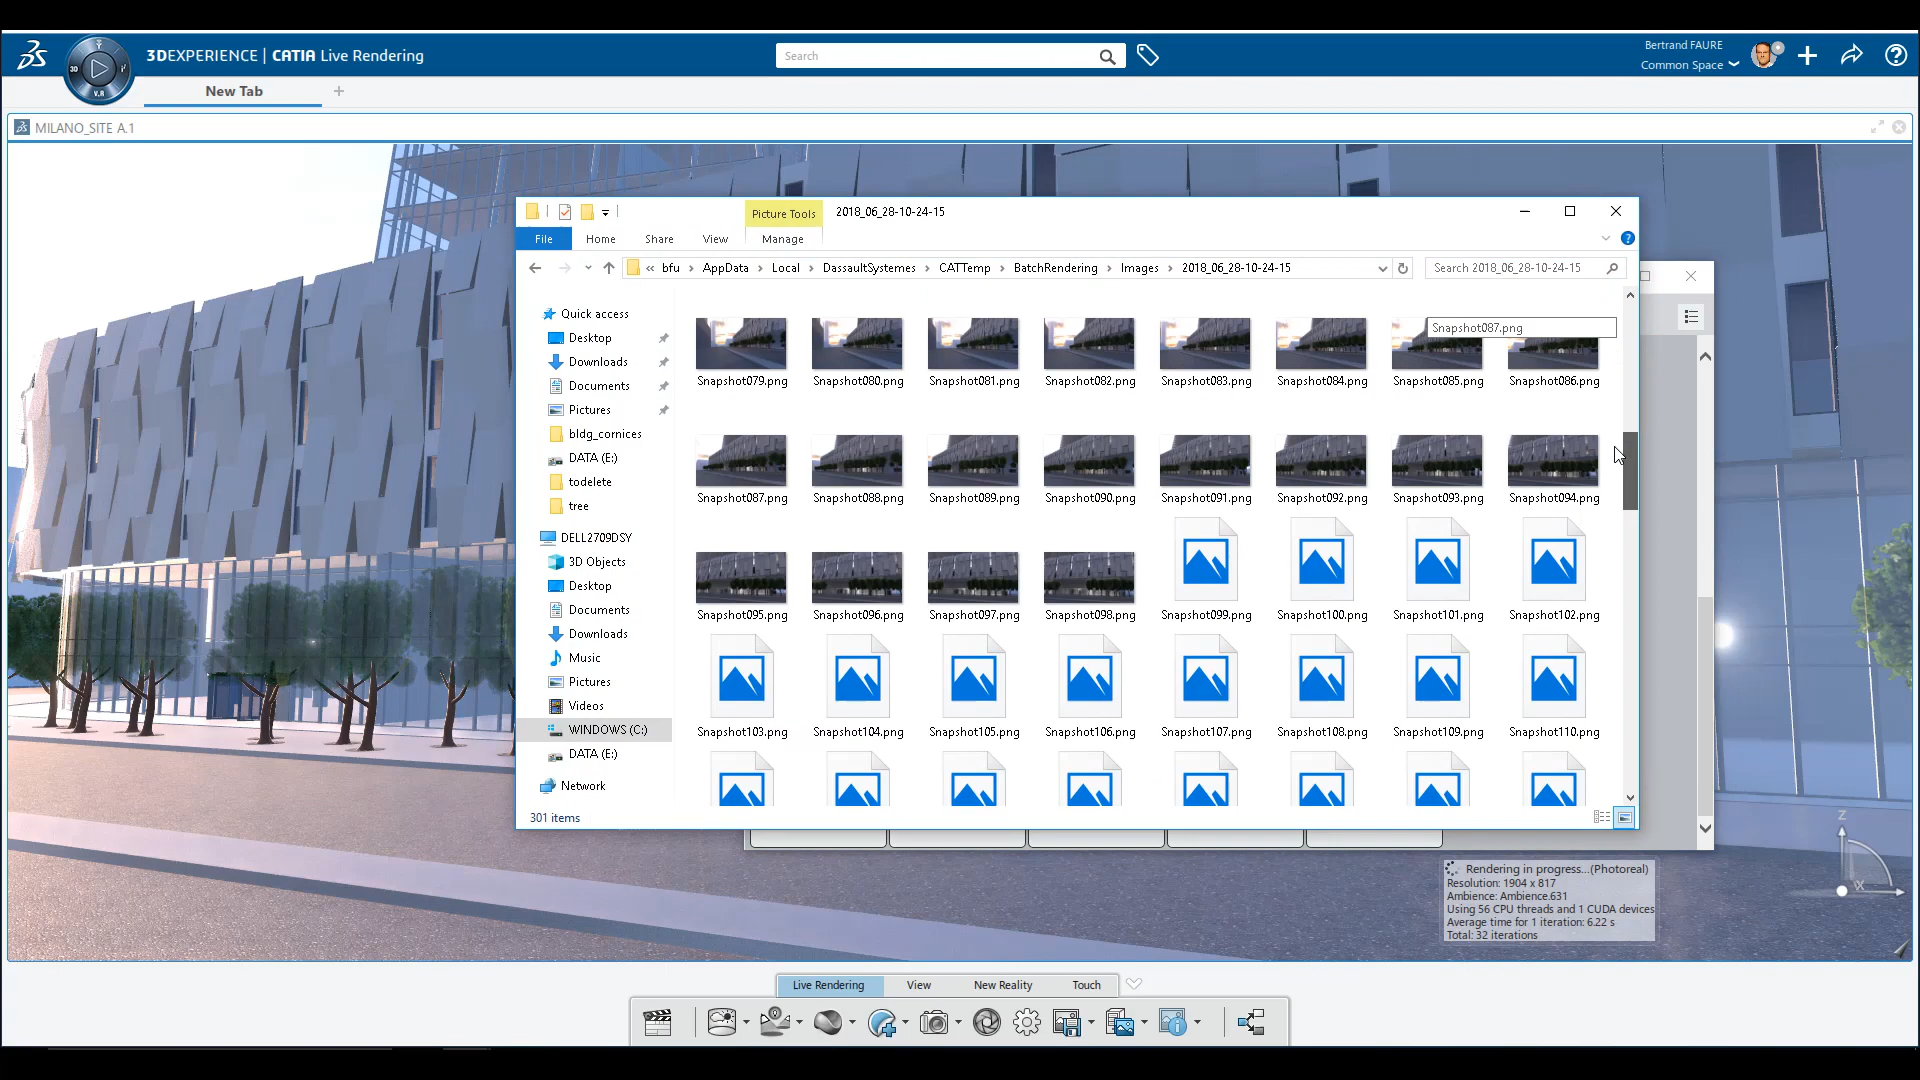 3DEXPERIENCE | CATIA Live Rendering
Search
Bertrand FAURE
Common Space
3D
V.R
New Tab
MILANO_SITE A.1
Picture Tools
2018_06_28-10-24-15
File
Home
Share
View
Manage
« bfu > AppData > Local > DassaultSystemes > CATTemp > BatchRendering > Images > 2018_06_28-10-24-15
Search 2018_06_28-10-24-15
Quick access
Desktop
Downloads
Documents
Pictures
bldg_cornices
DATA (E:)
todelete
tree
DELL2709DSY
3D Objects
Desktop
Documents
Downloads
Music
Pictures
Videos
WINDOWS (C:)
DATA (E:)
Network
Snapshot087.png
Snapshot079.png Snapshot080.png Snapshot081.png Snapshot082.png Snapshot083.png Snapshot084.png Snapshot085.png Snapshot086.png
Snapshot087.png Snapshot088.png Snapshot089.png Snapshot090.png Snapshot091.png Snapshot092.png Snapshot093.png Snapshot094.png
Snapshot095.png Snapshot096.png Snapshot097.png Snapshot098.png Snapshot099.png Snapshot100.png Snapshot101.png Snapshot102.png
Snapshot103.png Snapshot104.png Snapshot105.png Snapshot106.png Snapshot107.png Snapshot108.png Snapshot109.png Snapshot110.png
301 items
Z
X
Rendering in progress...(Photoreal)
Resolution: 1904 x 817
Ambience: Ambience.631
Using 56 CPU threads and 1 CUDA devices
Average time for 1 iteration: 6.22 s
Total: 32 iterations
Live Rendering
View
New Reality
Touch